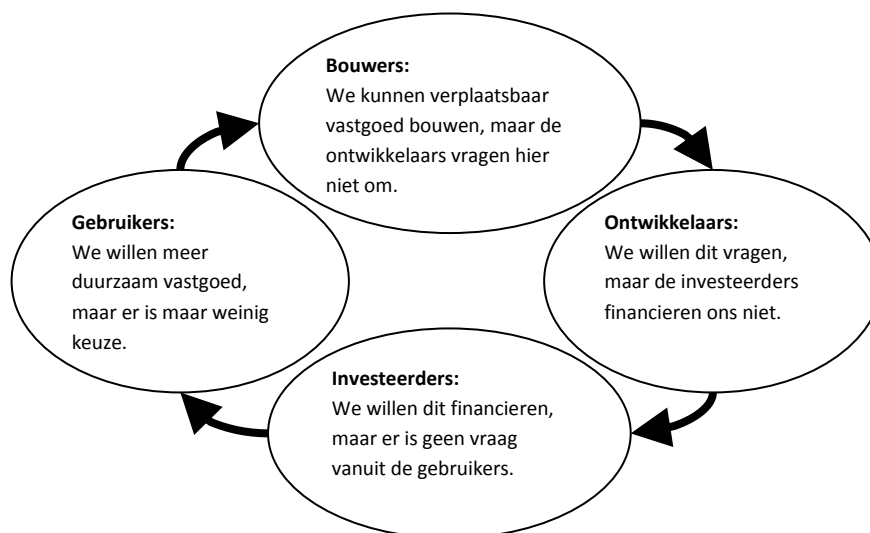 Bouwers:
We kunnen verplaatsbaar
vastgoed bouwen, maar de
ontwikkelaars vragen hier
niet om.
Ontwikkelaars:
We willen dit vragen,
maar de investeerders
financieren ons niet.
Investeerders:
We willen dit financieren,
maar er is geen vraag
vanuit de gebruikers.
Gebruikers:
We willen meer
duurzaam vastgoed,
maar er is maar weinig
keuze.